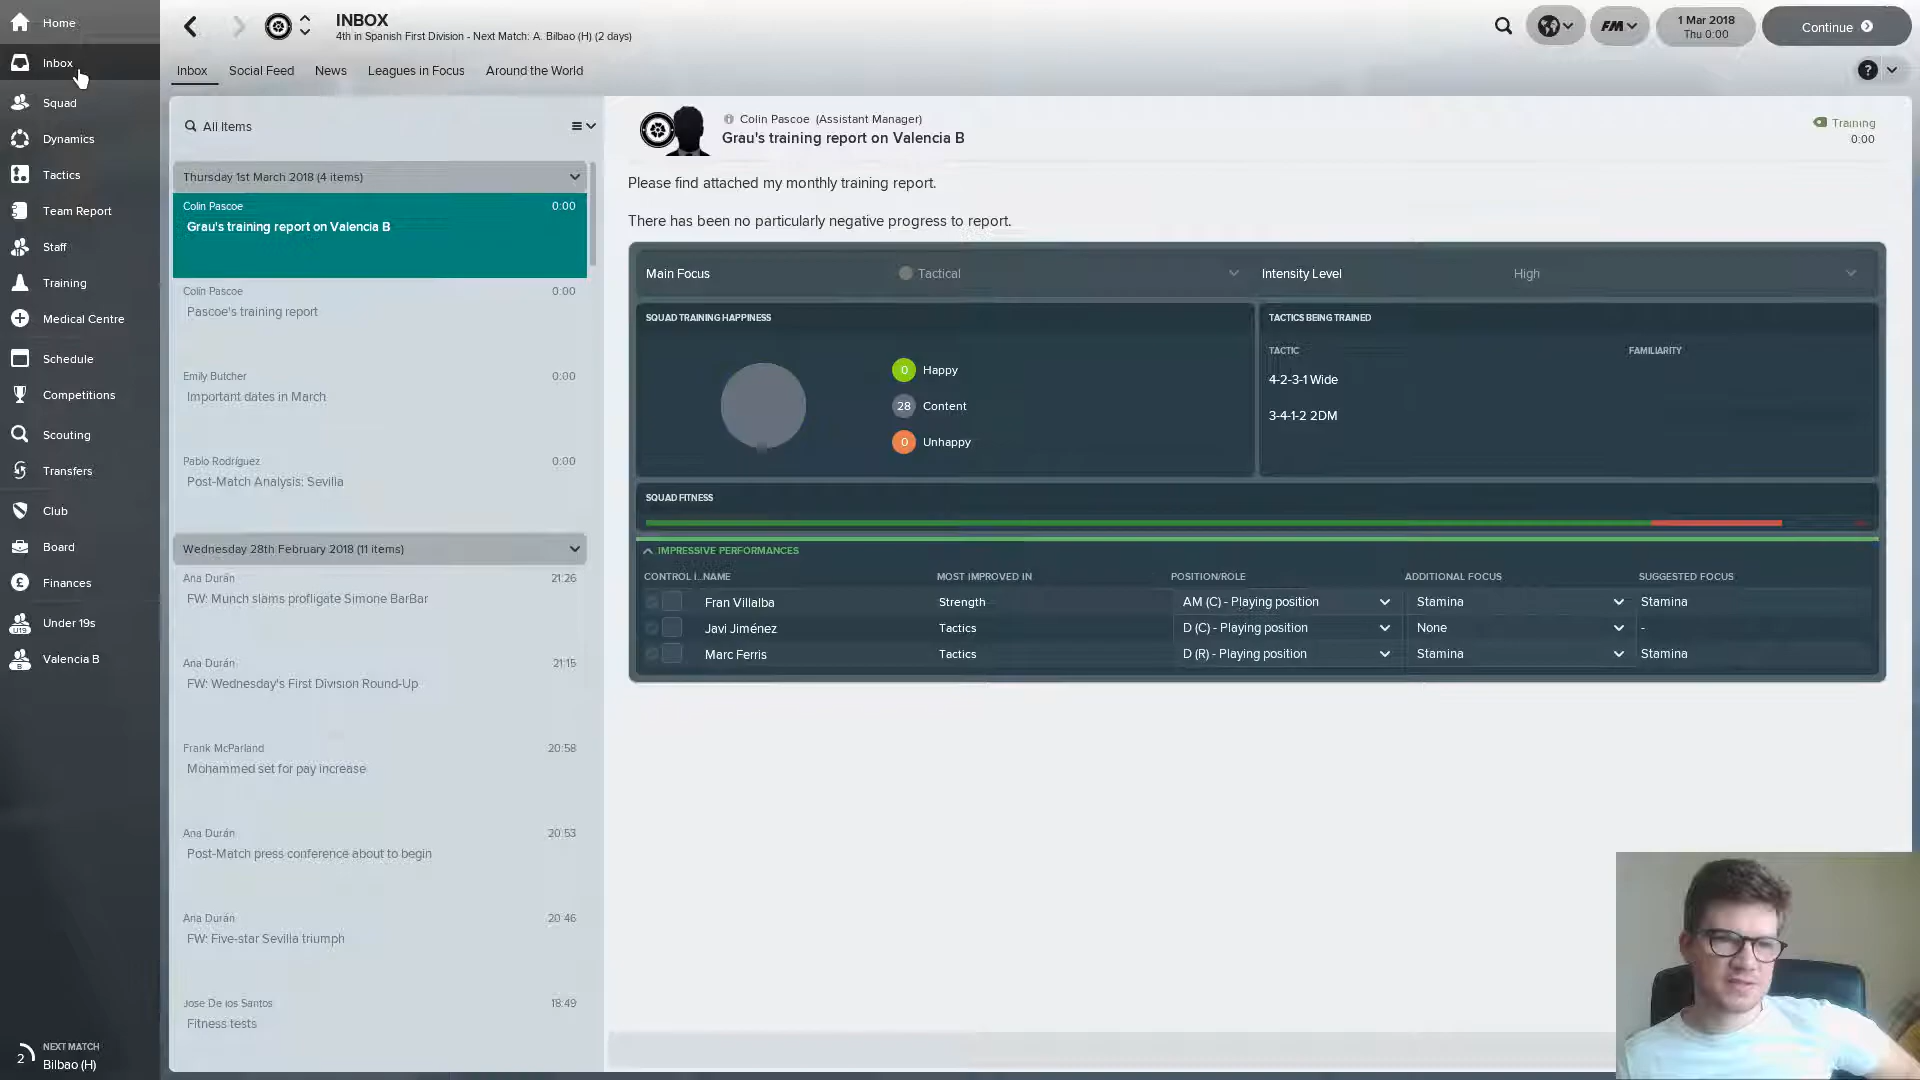 Home
Inbox
Squad
Dynamics
Tactics
Team Report
Staff
Training
Medical Centre
Schedule
Competitions
Scouting
Transfers
Club
Board
Finances
U19
Under 19s
B
Valencia B
2
NEXT MATCH
Bilbao (H)
INBOX
4th in Spanish First Division - Next Match: A. Bilbao (H) (2 days)
FM
1 Mar 2018
Thu 0:00
Continue
Inbox
Social Feed
News
Leagues in Focus
Around the World
?
All Items
Thursday 1st March 2018 (4 items)
Colin Pascoe 0:00
Grau's training report on Valencia B
Colin Pascoe 0:00
Pascoe's training report
Emily Butcher 0:00
Important dates in March
Pablo Rodríguez 0:00
Post-Match Analysis: Sevilla
Wednesday 28th February 2018 (11 items)
Ana Durán 21:26
FW: Munch slams profligate Simone BarBar
Ana Durán 21:15
FW: Wednesday's First Division Round-Up
Frank McParland 20:58
Mohammed set for pay increase
Ana Durán 20:53
Post-Match press conference about to begin
Ana Durán 20:46
FW: Five-star Sevilla triumph
Jose De los Santos 18:49
Fitness tests
Colin Pascoe (Assistant Manager)
Grau's training report on Valencia B
Training
0:00
Please find attached my monthly training report.
There has been no particularly negative progress to report.
Main Focus Tactical Intensity Level High
SQUAD TRAINING HAPPINESS
0 Happy
28 Content
0 Unhappy
TACTICS BEING TRAINED
TACTIC FAMILIARITY
4-2-3-1 Wide
3-4-1-2 2DM
SQUAD FITNESS
IMPRESSIVE PERFORMANCES
CONTROL I... NAME MOST IMPROVED IN POSITION/ROLE ADDITIONAL FOCUS SUGGESTED FOCUS
Fran Villalba Strength AM (C) - Playing position Stamina Stamina
Javi Jiménez Tactics D (C) - Playing position None -
Marc Ferris Tactics D (R) - Playing position Stamina Stamina